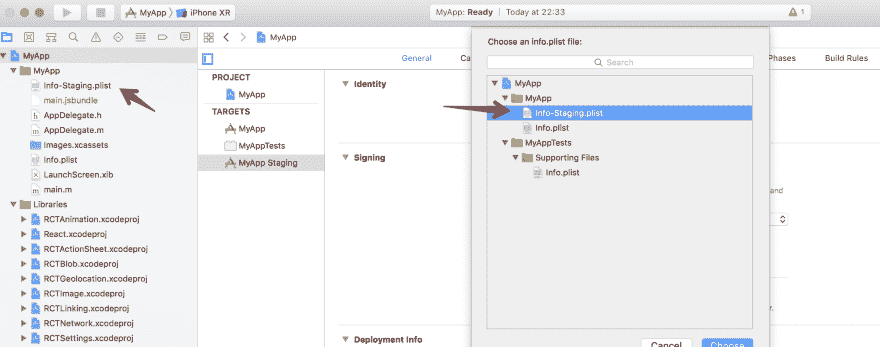 MyApp
iPhone XR
MyApp: Ready | Today at 22:33
1
MyApp
MyApp
Info-Staging.plist
main.jsbundle
AppDelegate.h
AppDelegate.m
Images.xcassets
Info.plist
LaunchScreen.xib
main.m
Libraries
RCTAnimation.xcodeproj
React.xcodeproj
RCTActionSheet.xcodeproj
RCTBlob.xcodeproj
RCTGeolocation.xcodeproj
RCTImage.xcodeproj
RCTLinking.xcodeproj
RCTNetwork.xcodeproj
RCTSettings.xcodeproj
MyApp
General
Ca
Phases
Build Rules
PROJECT
MyApp
TARGETS
MyApp
MyAppTests
MyApp Staging
Identity
Signing
Deployment Info
Choose an info.plist file:
Search
MyApp
MyApp
Info-Staging.plist
Info.plist
MyAppTests
Supporting Files
Info.plist
Cancel
Choose
and